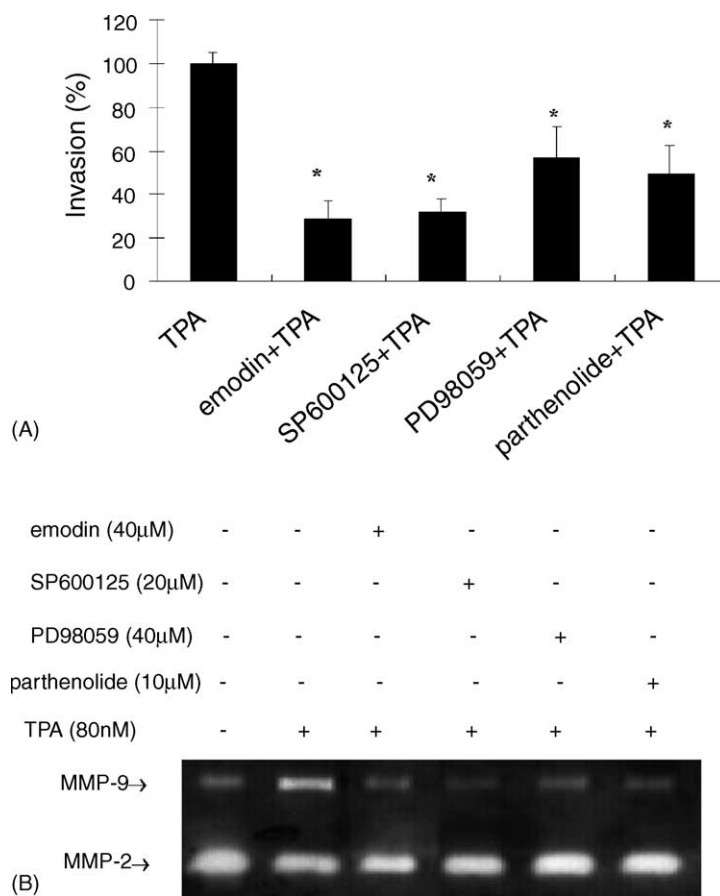 120
100
80
60
40
20
0
Invasion (%)
*
*
*
*
TPA
emodin+TPA
SP600125+TPA
PD98059+TPA
parthenolide+TPA
(A)
emodin (40μM) - - + - - -
SP600125 (20μM) - - - + - -
PD98059 (40μM) - - - - + -
parthenolide (10μM) - - - - - +
TPA (80nM) - + + + + +
MMP-9→
MMP-2→
(B)